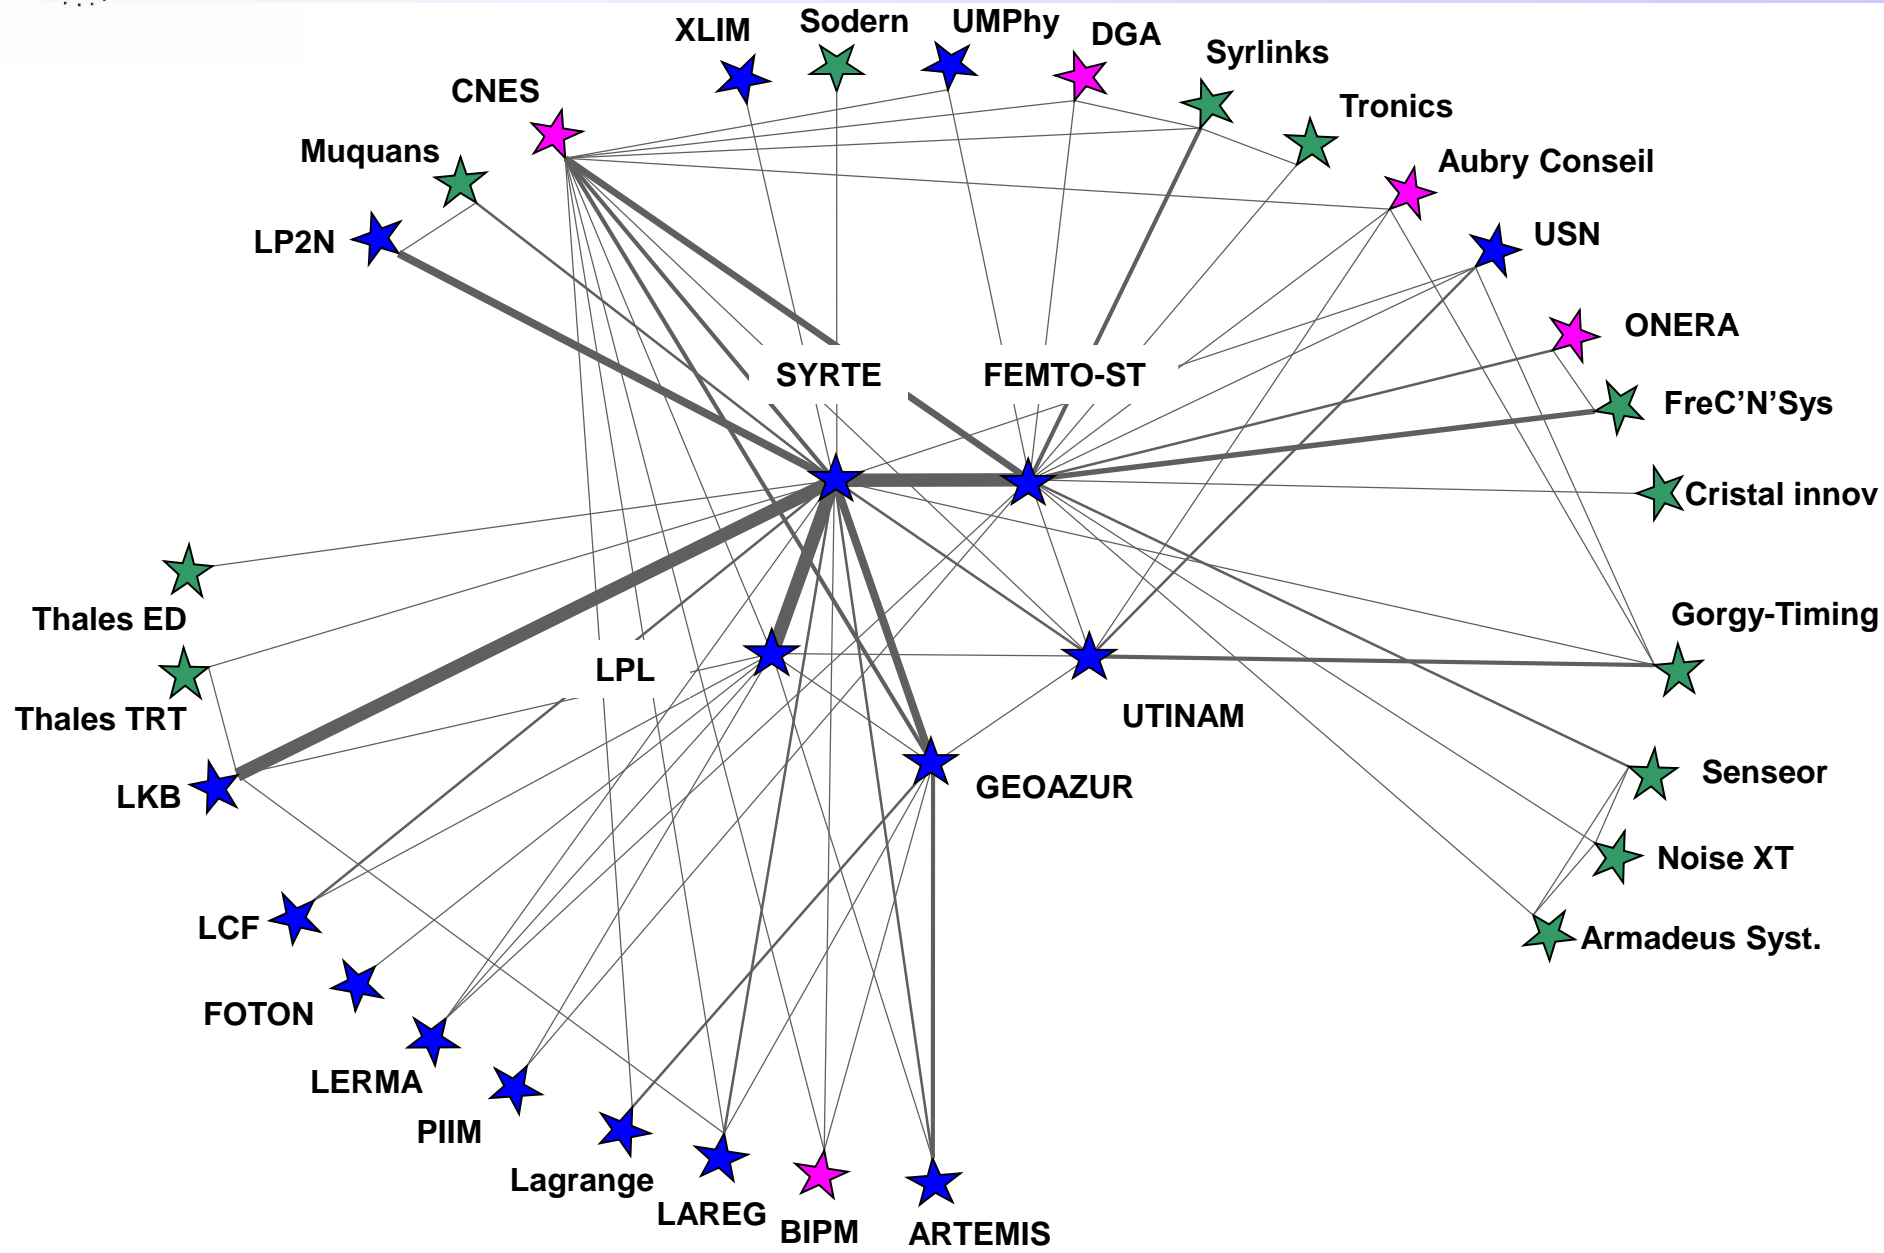 Sodern
UMPhy
XLIM
DGA
Syrlinks
CNES
Tronics
Muquans
Aubry Conseil
LP2N
USN
ONERA
SYRTE
FEMTO-ST
FreC’N’Sys
Cristal innov
Thales ED
Gorgy-Timing
LPL
Thales TRT
UTINAM
Senseor
GEOAZUR
LKB
Noise XT
LCF
Armadeus Syst.
FOTON
LERMA
PIIM
Lagrange
LAREG
BIPM
ARTEMIS